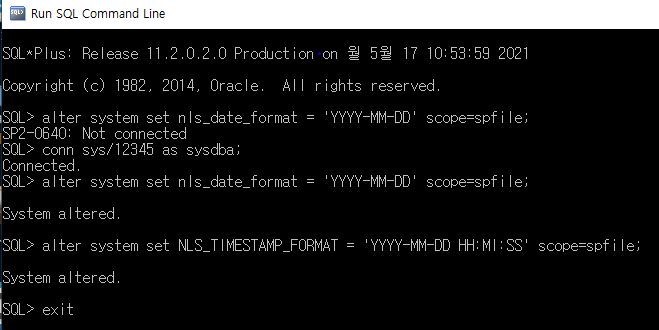 Run SQL Command Line
SQL*Plus: Release 11.2.0.2.0 Production on 월 5월 17 10:53:59 2021
Copyright (c) 1982, 2014, Oracle.  All rights reserved.
SQL> alter system set nls_date_format = 'YYYY-MM-DD' scope=spfile;
SP2-0640: Not connected
SQL> conn sys/12345 as sysdba;
Connected.
SQL> alter system set nls_date_format = 'YYYY-MM-DD' scope=spfile;
System altered.
SQL> alter system set NLS_TIMESTAMP_FORMAT = 'YYYY-MM-DD HH:MI:SS' scope=spfile;
System altered.
SQL> exit